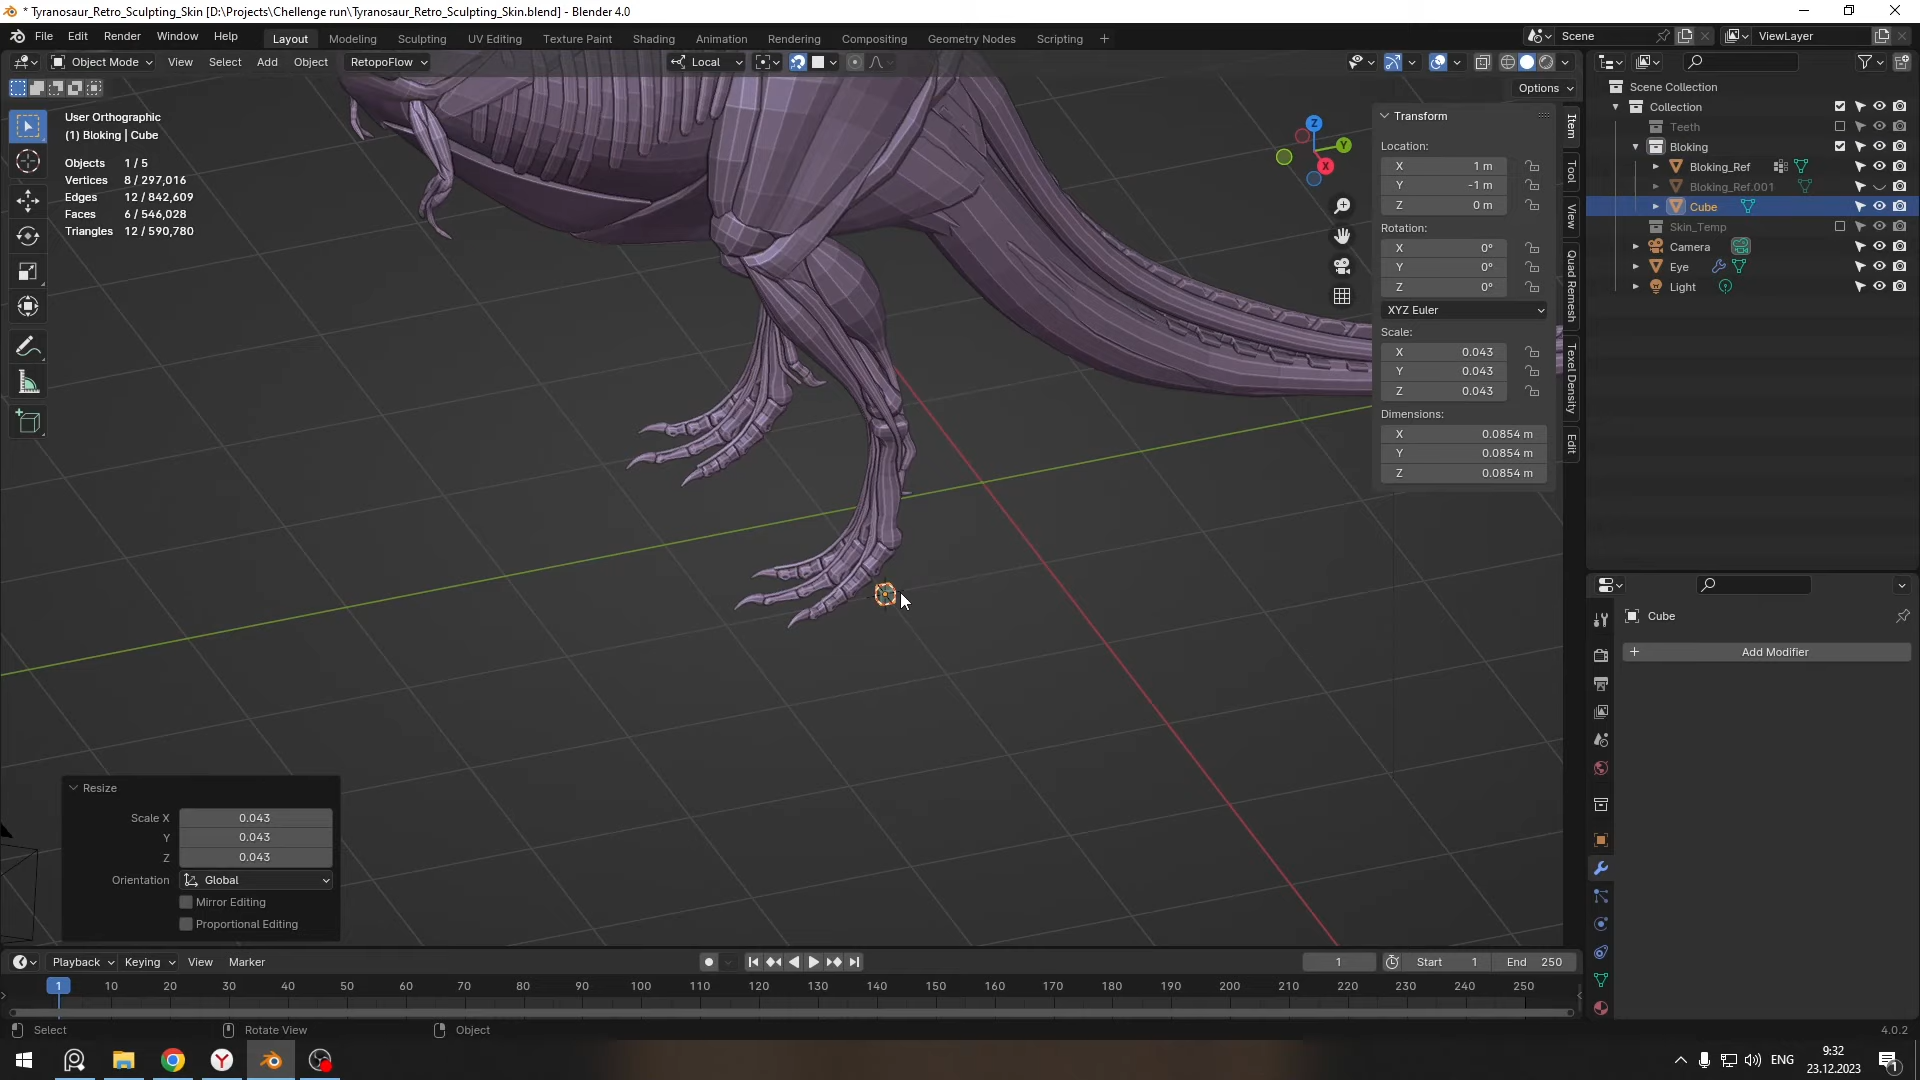 * Tyranosaur_Retro_Sculpting_Skin [D:\Projects\Chellenge run\Tyranosaur_Retro_Sculpting_Skin.blend] - Blender 4.0
File Edit Render Window Help Layout Modeling Sculpting UV Editing Texture Paint Shading Animation Rendering Compositing Geometry Nodes Scripting + Scene ViewLayer
Object Mode View Select Add Object RetopoFlow Local
Options
User Orthographic
(1) Bloking | Cube
Objects 1 / 5
Vertices 8 / 297,016
Edges 12 / 842,609
Faces 6 / 546,028
Triangles 12 / 590,780
Z
Y
X
Transform
Location:
X 1 m
Y -1 m
Z 0 m
Rotation:
X 0°
Y 0°
Z 0°
XYZ Euler
Scale:
X 0.043
Y 0.043
Z 0.043
Dimensions:
X 0.0854 m
Y 0.0854 m
Z 0.0854 m
Item
Tool
View
Quad Remesh
Texel Density
Edit
Scene Collection
Collection
Teeth
Bloking
Bloking_Ref
Bloking_Ref.001
Cube
Skin_Temp
Camera
Eye
Light
Cube
+ Add Modifier
Resize
Scale X 0.043
Y 0.043
Z 0.043
Orientation Global
Mirror Editing
Proportional Editing
Playback Keying View Marker 1 Start 1 End 250
1 10 20 30 40 50 60 70 80 90 100 110 120 130 140 150 160 170 180 190 200 210 220 230 240 250
Select Rotate View Object 4.0.2
ENG
9:32
23.12.2023
1